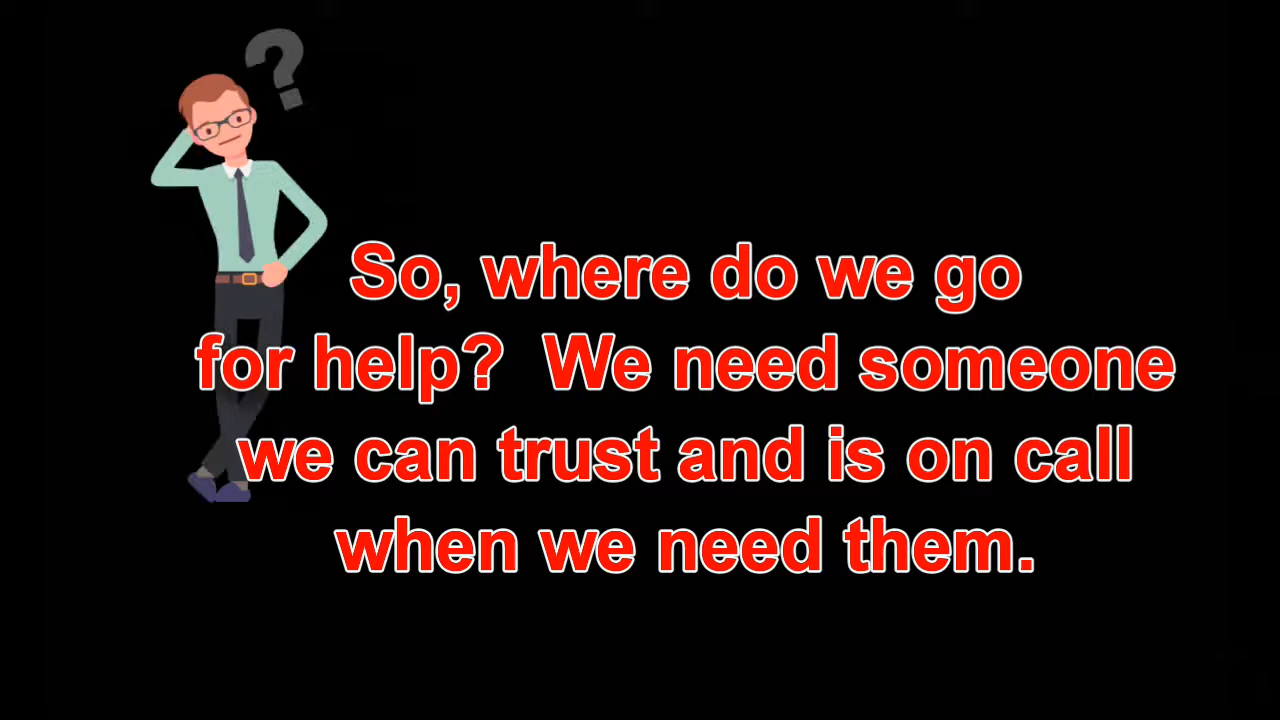 ?
So, where do we go
for help?  We need someone
we can trust and is on call
when we need them.